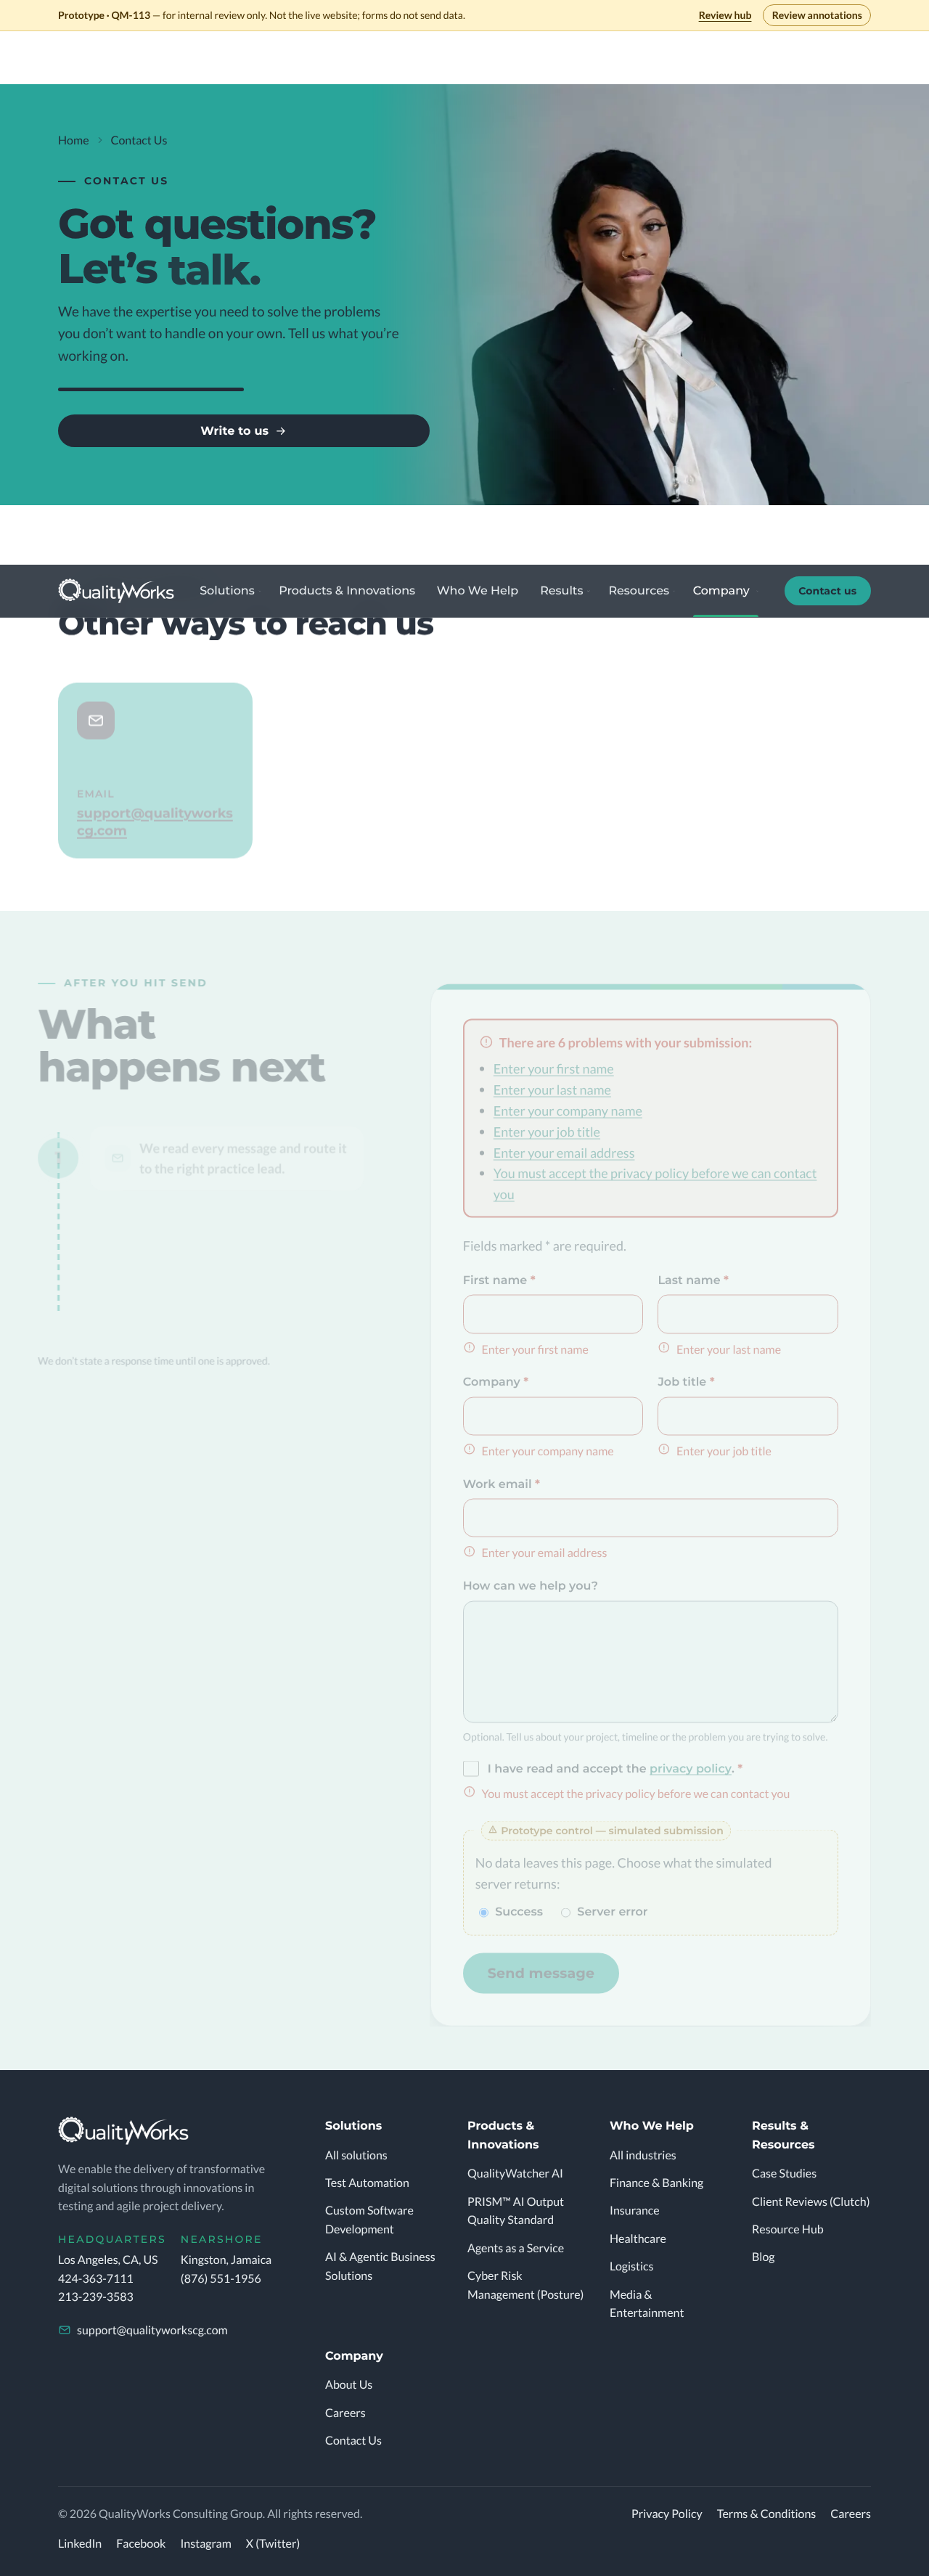 Prototype · QM-113 — for internal review only. Not the live website; forms do not send data.
Review hub
Review annotations
Home > Contact Us
CONTACT US
Got questions?
Let’s talk.
We have the expertise you need to solve the problems
you don’t want to handle on your own. Tell us what you’re
working on.
Write to us →
QualityWorks
Solutions
Products & Innovations
Who We Help
Results
Resources
Company
Contact us
Other ways to reach us
EMAIL
support@qualityworks
cg.com
AFTER YOU HIT SEND
What
happens next
We read every message and route it
to the right practice lead.
We don’t state a response time until one is approved.
There are 6 problems with your submission:
• Enter your first name
• Enter your last name
• Enter your company name
• Enter your job title
• Enter your email address
• You must accept the privacy policy before we can contact
you
Fields marked * are required.
First name *
Last name *
Enter your first name
Enter your last name
Company *
Job title *
Enter your company name
Enter your job title
Work email *
Enter your email address
How can we help you?
Optional. Tell us about your project, timeline or the problem you are trying to solve.
I have read and accept the privacy policy. *
You must accept the privacy policy before we can contact you
Prototype control — simulated submission
No data leaves this page. Choose what the simulated
server returns:
Success
Server error
Send message
QualityWorks
We enable the delivery of transformative
digital solutions through innovations in
testing and agile project delivery.
HEADQUARTERS
Los Angeles, CA, US
424-363-7111
213-239-3583
NEARSHORE
Kingston, Jamaica
(876) 551-1956
support@qualityworkscg.com
Solutions
All solutions
Test Automation
Custom Software
Development
AI & Agentic Business
Solutions
Products &
Innovations
QualityWatcher AI
PRISM™ AI Output
Quality Standard
Agents as a Service
Cyber Risk
Management (Posture)
Who We Help
All industries
Finance & Banking
Insurance
Healthcare
Logistics
Media &
Entertainment
Results &
Resources
Case Studies
Client Reviews (Clutch)
Resource Hub
Blog
Company
About Us
Careers
Contact Us
© 2026 QualityWorks Consulting Group. All rights reserved.
Privacy Policy
Terms & Conditions
Careers
LinkedIn
Facebook
Instagram
X (Twitter)